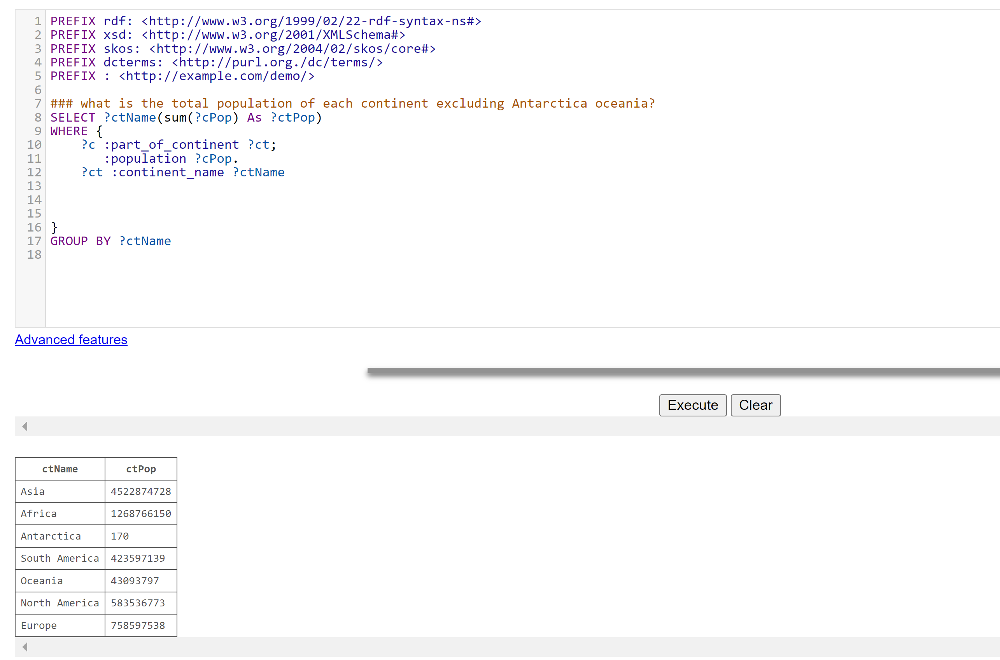 1 PREFIX rdf: <http://www.w3.org/1999/02/22-rdf-syntax-ns#>
2 PREFIX xsd: <http://www.w3.org/2001/XMLSchema#>
3 PREFIX skos: <http://www.w3.org/2004/02/skos/core#>
4 PREFIX dcterms: <http://purl.org./dc/terms/>
5 PREFIX : <http://example.com/demo/>
6
7 ### what is the total population of each continent excluding Antarctica oceania?
8 SELECT ?ctName(sum(?cPop) As ?ctPop)
9 WHERE {
10 ?c :part_of_continent ?ct;
11 :population ?cPop.
12 ?ct :continent_name ?ctName
13
14
15
16 }
17 GROUP BY ?ctName
18
Advanced features
Execute Clear
ctName ctPop
Asia 4522874728
Africa 1268766150
Antarctica 170
South America 423597139
Oceania 43093797
North America 583536773
Europe 758597538